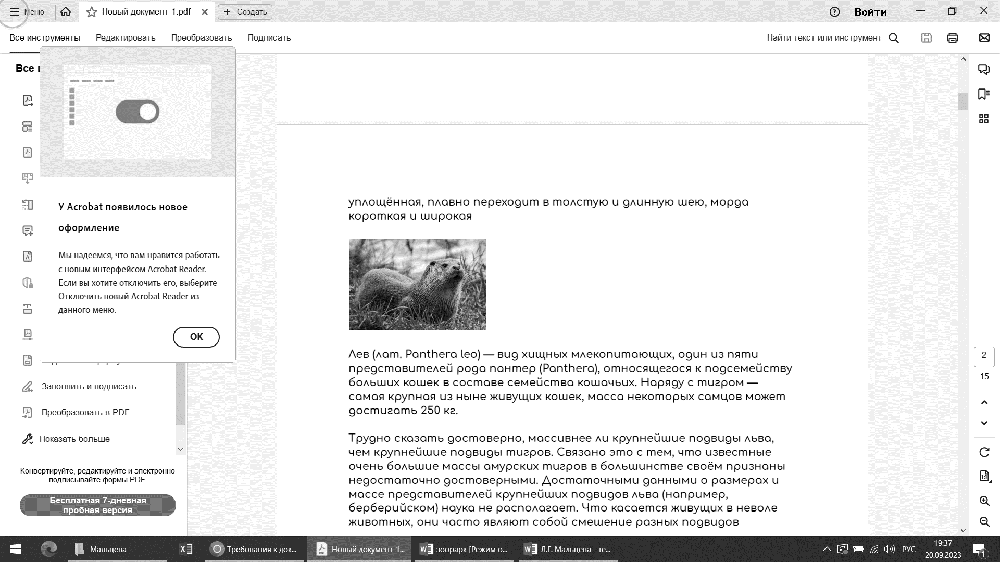 Меню
Новый документ-1.pdf
Создать
Войти
Все инструменты
Редактировать
Преобразовать
Подписать
Найти текст или инструмент
Все
У Acrobat появилось новое
оформление
Мы надеемся, что вам нравится работать
с новым интерфейсом Acrobat Reader.
Если вы хотите отключить его, выберите
Отключить новый Acrobat Reader из
данного меню.
ОК
Заполнить и подписать
Преобразовать в PDF
Показать больше
Конвертируйте, редактируйте и электронно
подписывайте формы PDF.
Бесплатная 7-дневная
пробная версия
уплощённая, плавно переходит в толстую и длинную шею, морда
короткая и широкая
Лев (лат. Panthera leo) — вид хищных млекопитающих, один из пяти
представителей рода пантер (Panthera), относящегося к подсемейству
больших кошек в составе семейства кошачьих. Наряду с тигром —
самая крупная из ныне живущих кошек, масса некоторых самцов может
достигать 250 кг.
Трудно сказать достоверно, массивнее ли крупнейшие подвиды льва,
чем крупнейшие подвиды тигров. Связано это с тем, что известные
очень большие массы амурских тигров в большинстве своём признаны
недостаточно достоверными. Достаточными данными о размерах и
массе представителей крупнейших подвидов льва (например,
берберийском) наука не располагает. Что касается живущих в неволе
животных, они часто являют собой смешение разных подвидов
2
15
1:1
Мальцева
Требования к док...
Новый документ-1...
зооpарк [Режим о...
Л.Г. Мальцева - те...
РУС
19:37
20.09.2023
1